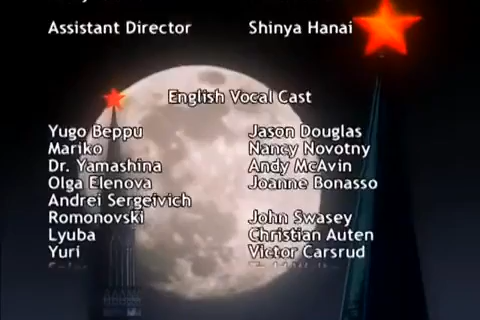 Assistant Director Shinya Hanai
English Vocal Cast
Yugo Beppu Jason Douglas
Mariko Nancy Novotny
Dr. Yamashina Andy McAvin
Olga Elenova Joanne Bonasso
Andrei Sergeivich
Romonovski John Swasey
Lyuba Christian Auten
Yuri Victor Carsrud